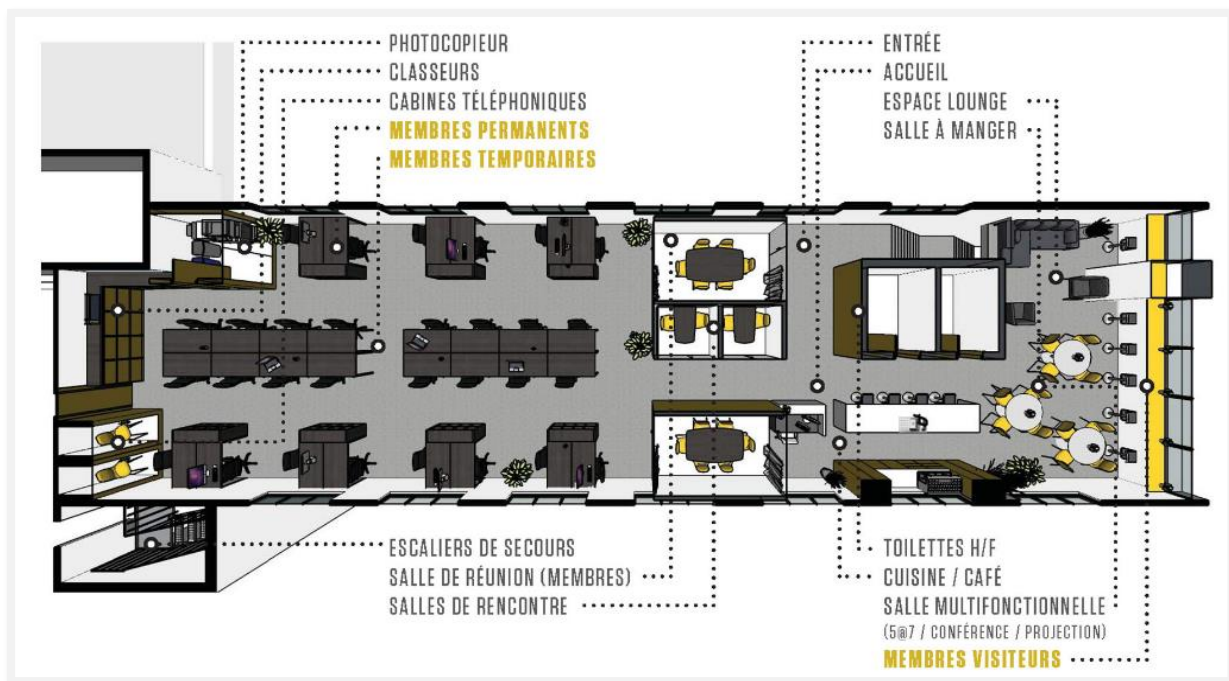 PHOTOCOPIEUR
CLASSEURS
CABINES TÉLÉPHONIQUES
MEMBRES PERMANENTS
MEMBRES TEMPORAIRES
ENTRÉE
ACCUEIL
ESPACE LOUNGE
SALLE À MANGER
ESCALIERS DE SECOURS
SALLE DE RÉUNION (MEMBRES)
SALLES DE RENCONTRE
TOILETTES H/F
CUISINE / CAFÉ
SALLE MULTIFONCTIONNELLE
(5@7 / CONFÉRENCE / PROJECTION)
MEMBRES VISITEURS